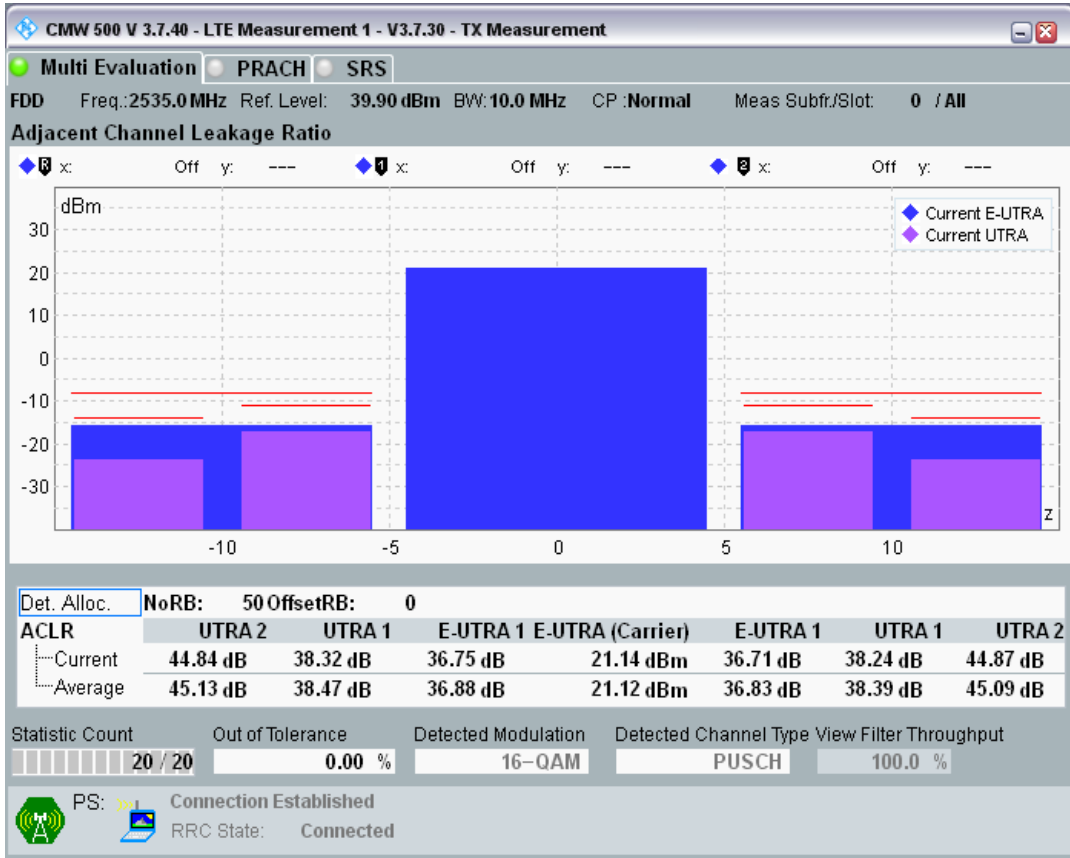 CMW 500 V 3.7.40 - LTE Measurement 1 - V3.7.30 - TX Measurement
Multi Evaluation PRACH SRS
FDD Freq.:2535.0 MHz Ref. Level: 39.90 dBm BW: 10.0 MHz CP :Normal Meas Subfr./Slot: 0 / All
Adjacent Channel Leakage Ratio
R x: Off y: --- 1 x: Off y: --- 2 x: Off y: ---
dBm
Current E-UTRA
Current UTRA
30
20
10
0
-10
-20
-30
z
-10 -5 0 5 10
Det. Alloc. NoRB: 50 OffsetRB: 0
ACLR UTRA 2 UTRA 1 E-UTRA 1 E-UTRA (Carrier) E-UTRA 1 UTRA 1 UTRA 2
Current 44.84 dB 38.32 dB 36.75 dB 21.14 dBm 36.71 dB 38.24 dB 44.87 dB
Average 45.13 dB 38.47 dB 36.88 dB 21.12 dBm 36.83 dB 38.39 dB 45.09 dB
Statistic Count Out of Tolerance Detected Modulation Detected Channel Type View Filter Throughput
20 / 20 0.00 % 16-QAM PUSCH 100.0 %
PS: Connection Established
RRC State: Connected